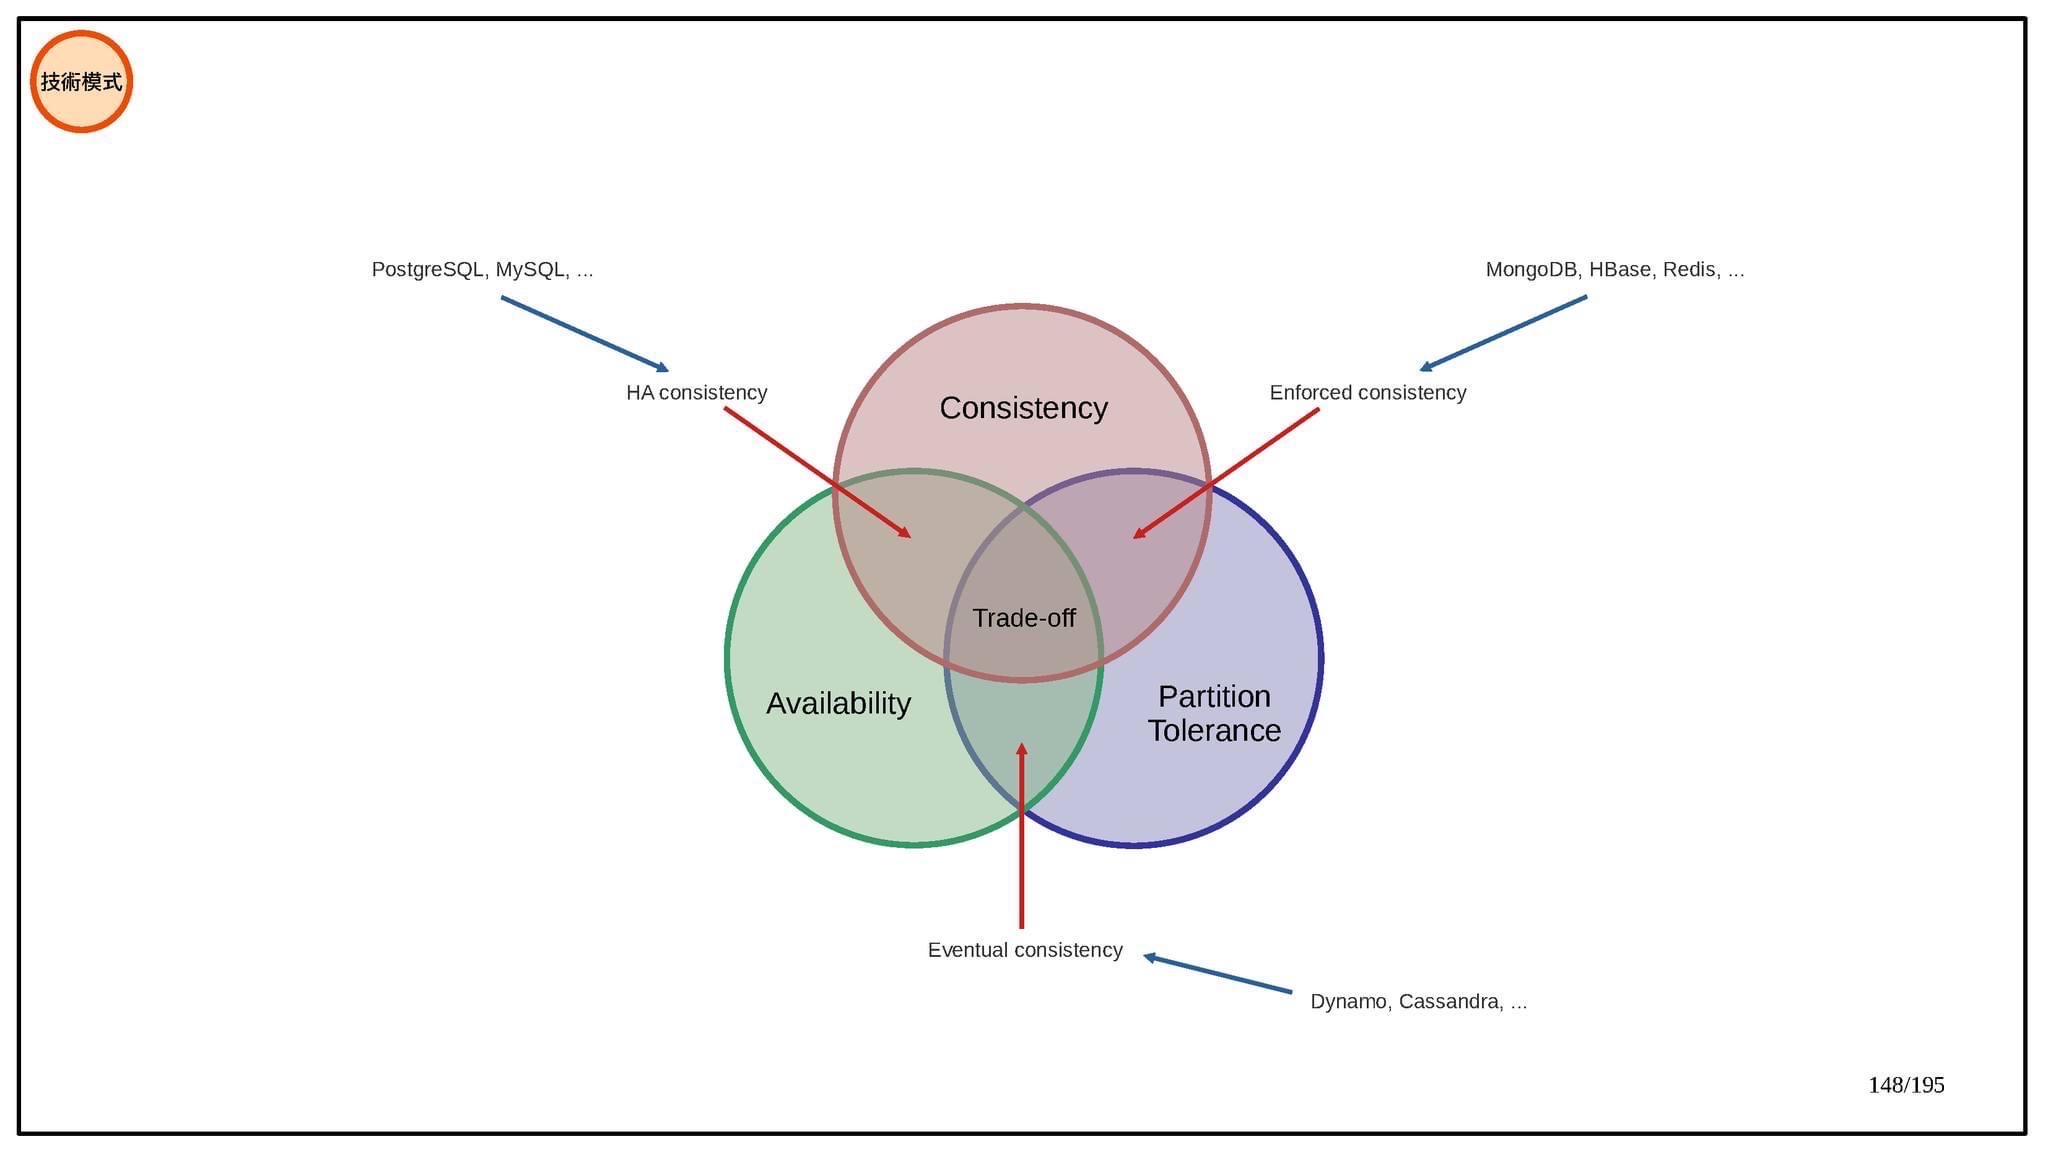 技術模式
PostgreSQL, MySQL, ...
MongoDB, HBase, Redis, ...
HA consistency
Enforced consistency
Consistency
Trade-off
Availability
Partition
Tolerance
Eventual consistency
Dynamo, Cassandra, ...
148/195